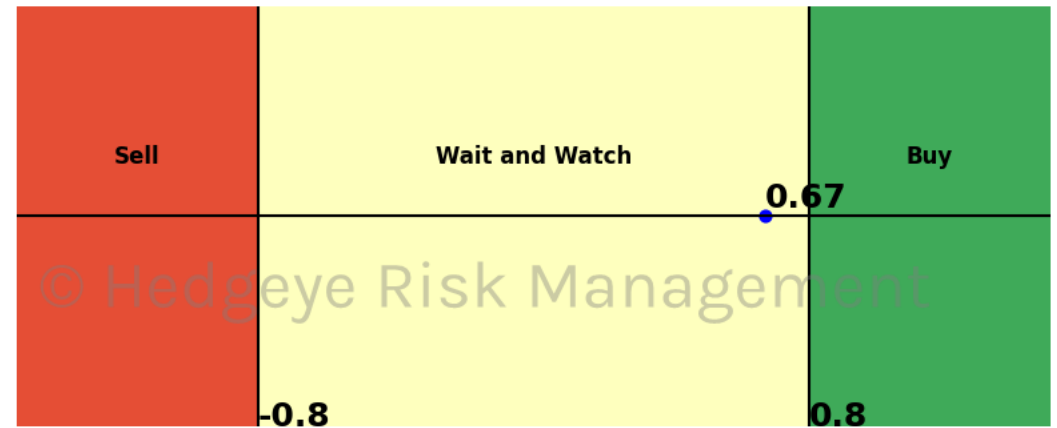 Sell
Wait and Watch
Buy
0.67
© Hedgeye Risk Management
-0.8
0.8